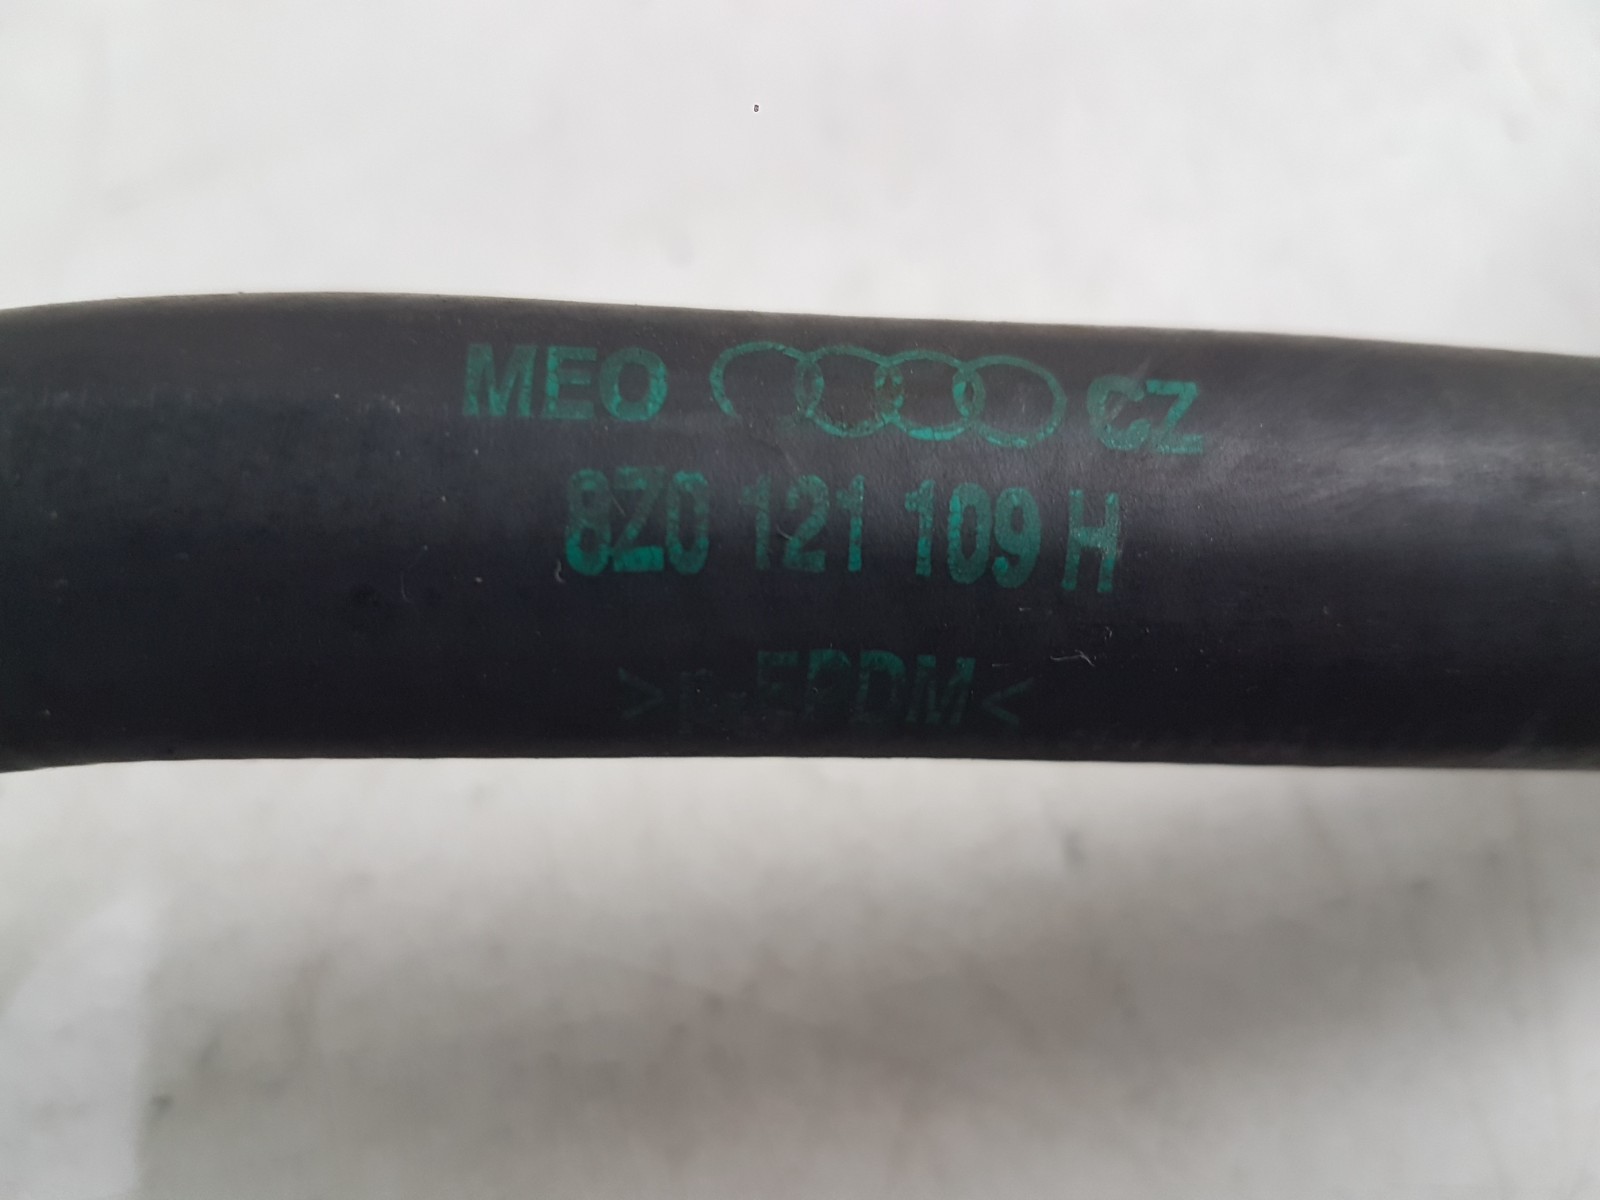 MEO CZ
8Z0 121 109 H
>p-EPDM<